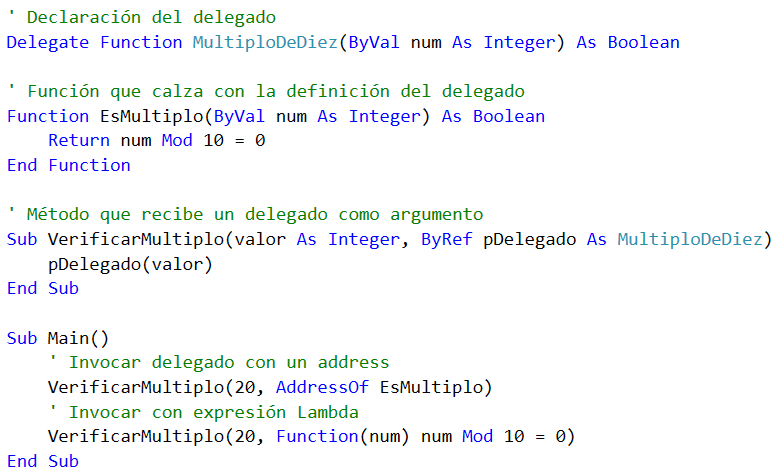 ' Declaración del delegado
Delegate Function MultiploDeDiez(ByVal num As Integer) As Boolean

' Función que calza con la definición del delegado
Function EsMultiplo(ByVal num As Integer) As Boolean
    Return num Mod 10 = 0
End Function

' Método que recibe un delegado como argumento
Sub VerificarMultiplo(valor As Integer, ByRef pDelegado As MultiploDeDiez)
    pDelegado(valor)
End Sub

Sub Main()
    ' Invocar delegado con un address
    VerificarMultiplo(20, AddressOf EsMultiplo)
    ' Invocar con expresión Lambda
    VerificarMultiplo(20, Function(num) num Mod 10 = 0)
End Sub